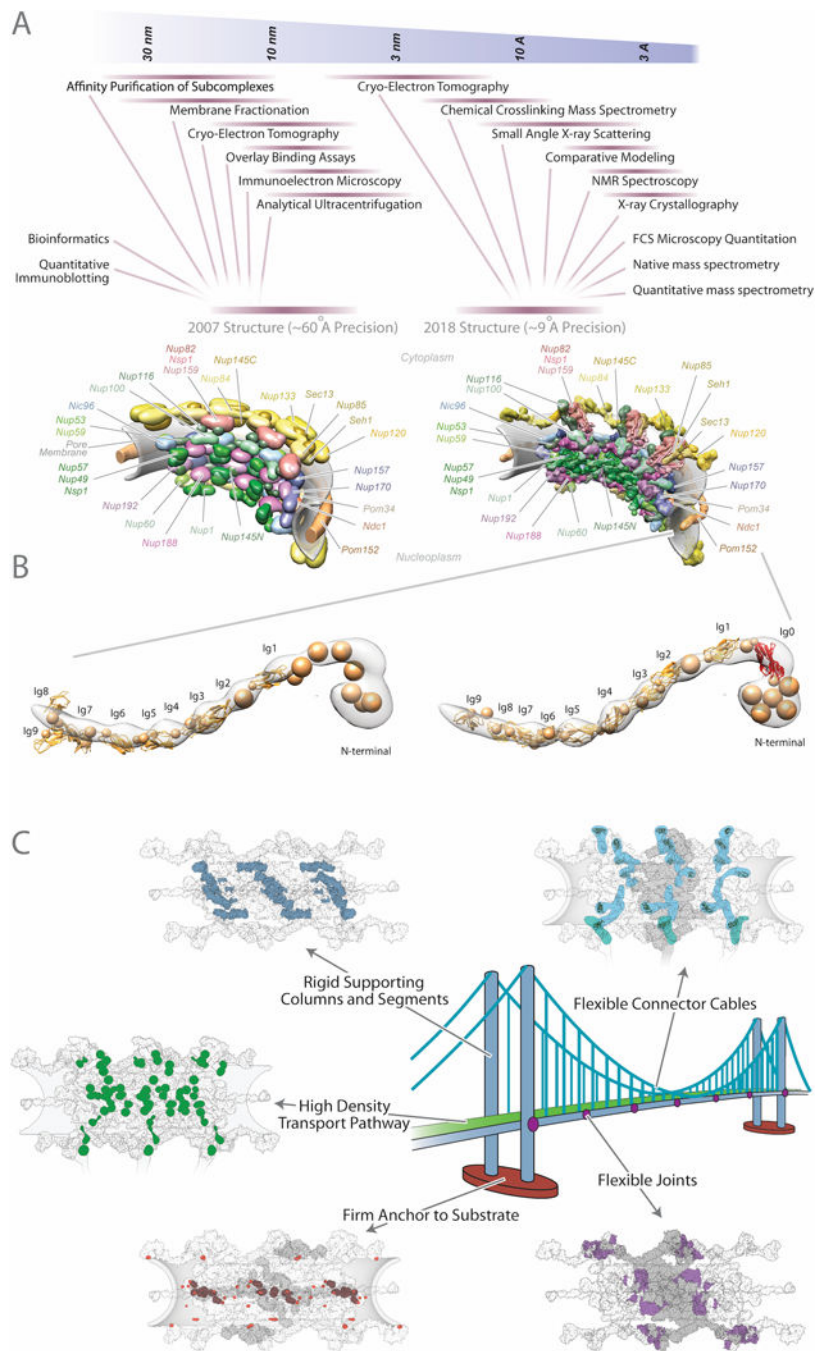 A
30 nm
10 nm
3 nm
10 A
3 A
Affinity Purification of Subcomplexes
Membrane Fractionation
Cryo-Electron Tomography
Overlay Binding Assays
Immunoelectron Microscopy
Analytical Ultracentrifugation
Bioinformatics
Quantitative
Immunoblotting
Cryo-Electron Tomography
Chemical Crosslinking Mass Spectrometry
Small Angle X-ray Scattering
Comparative Modeling
NMR Spectroscopy
X-ray Crystallography
FCS Microscopy Quantitation
Native mass spectrometry
Quantitative mass spectrometry
2007 Structure (~60 Å Precision)
2018 Structure (~9 Å Precision)
Cytoplasm
Nup82
Nsp1
Nup159
Nup145C
Nup84
Nup116
Nup100
Nup133
Sec13
Nup85
Seh1
Nup120
Nic96
Nup53
Nup59
Pore
Membrane
Nup57
Nup49
Nsp1
Nup192
Nup60
Nup188
Nup1
Nup145N
Nup157
Nup170
Pom34
Ndc1
Pom152
Nucleoplasm
Nup82
Nsp1
Nup159
Nup145C
Nup84
Nup116
Nup100
Nup133
Nup85
Seh1
Sec13
Nup120
Nic96
Nup53
Nup59
Nup57
Nup49
Nsp1
Nup1
Nup192
Nup188
Nup60
Nup145N
Nup157
Nup170
Pom34
Ndc1
Pom152
B
Ig8
Ig9
Ig7
Ig6
Ig5
Ig4
Ig3
Ig2
Ig1
N-terminal
Ig9
Ig8
Ig7
Ig6
Ig5
Ig4
Ig3
Ig2
Ig1
Ig0
N-terminal
C
Rigid Supporting
Columns and Segments
Flexible Connector Cables
High Density
Transport Pathway
Flexible Joints
Firm Anchor to Substrate